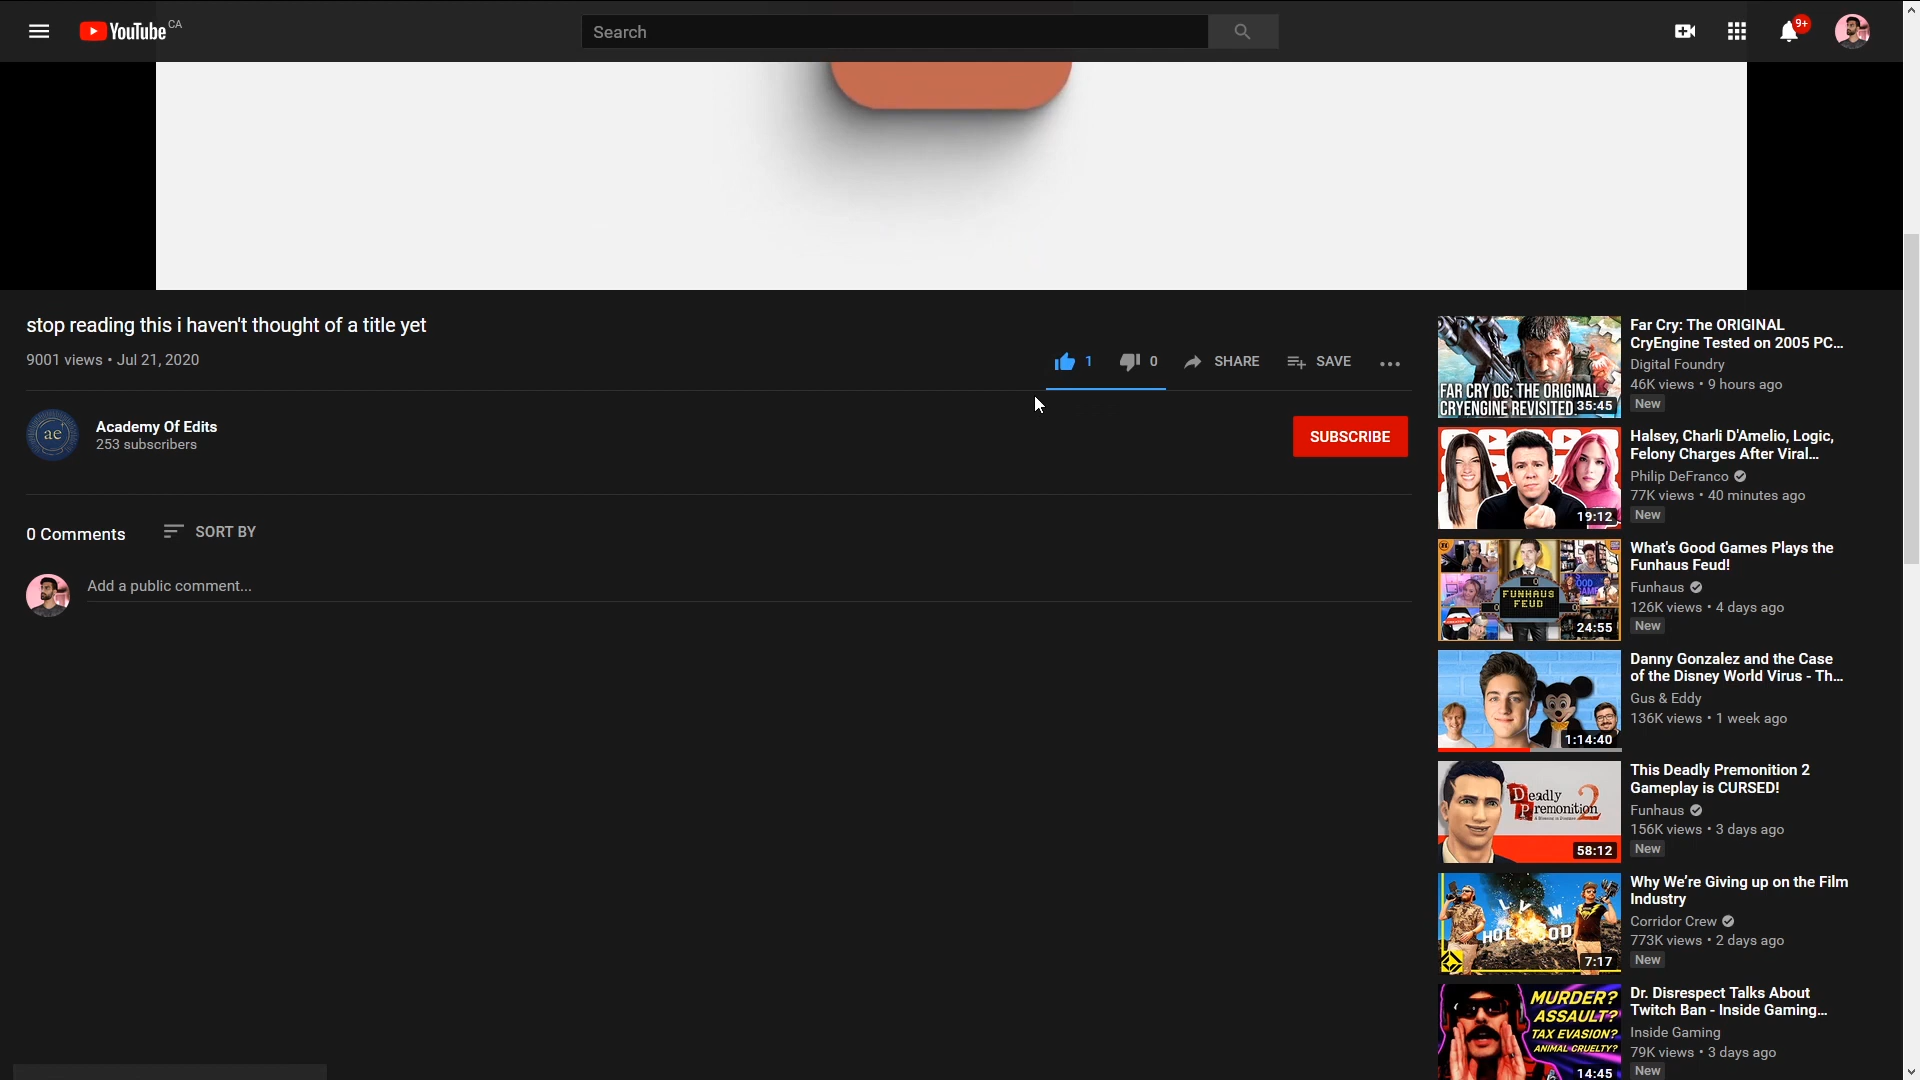 YouTube CA
Search
9+
stop reading this i haven't thought of a title yet
9001 views • Jul 21, 2020
1
0
SHARE
SAVE
ae
Academy Of Edits
253 subscribers
SUBSCRIBE
0 Comments
SORT BY
Add a public comment...
FAR CRY OG: THE ORIGINAL
CRYENGINE REVISITED
35:45
Far Cry: The ORIGINAL
CryEngine Tested on 2005 PC...
Digital Foundry
46K views • 9 hours ago
New
19:12
Halsey, Charli D'Amelio, Logic,
Felony Charges After Viral...
Philip DeFranco
77K views • 40 minutes ago
New
FUNHAUS
FEUD
24:55
What's Good Games Plays the
Funhaus Feud!
Funhaus
126K views • 4 days ago
New
1:14:40
Danny Gonzalez and the Case
of the Disney World Virus - Th...
Gus & Eddy
136K views • 1 week ago
Deadly
Premonition 2
58:12
This Deadly Premonition 2
Gameplay is CURSED!
Funhaus
156K views • 3 days ago
New
7:17
Why We're Giving up on the Film
Industry
Corridor Crew
773K views • 2 days ago
New
MURDER?
ASSAULT?
TAX EVASION?
ANIMAL CRUELTY?
14:45
Dr. Disrespect Talks About
Twitch Ban - Inside Gaming...
Inside Gaming
79K views • 3 days ago
New